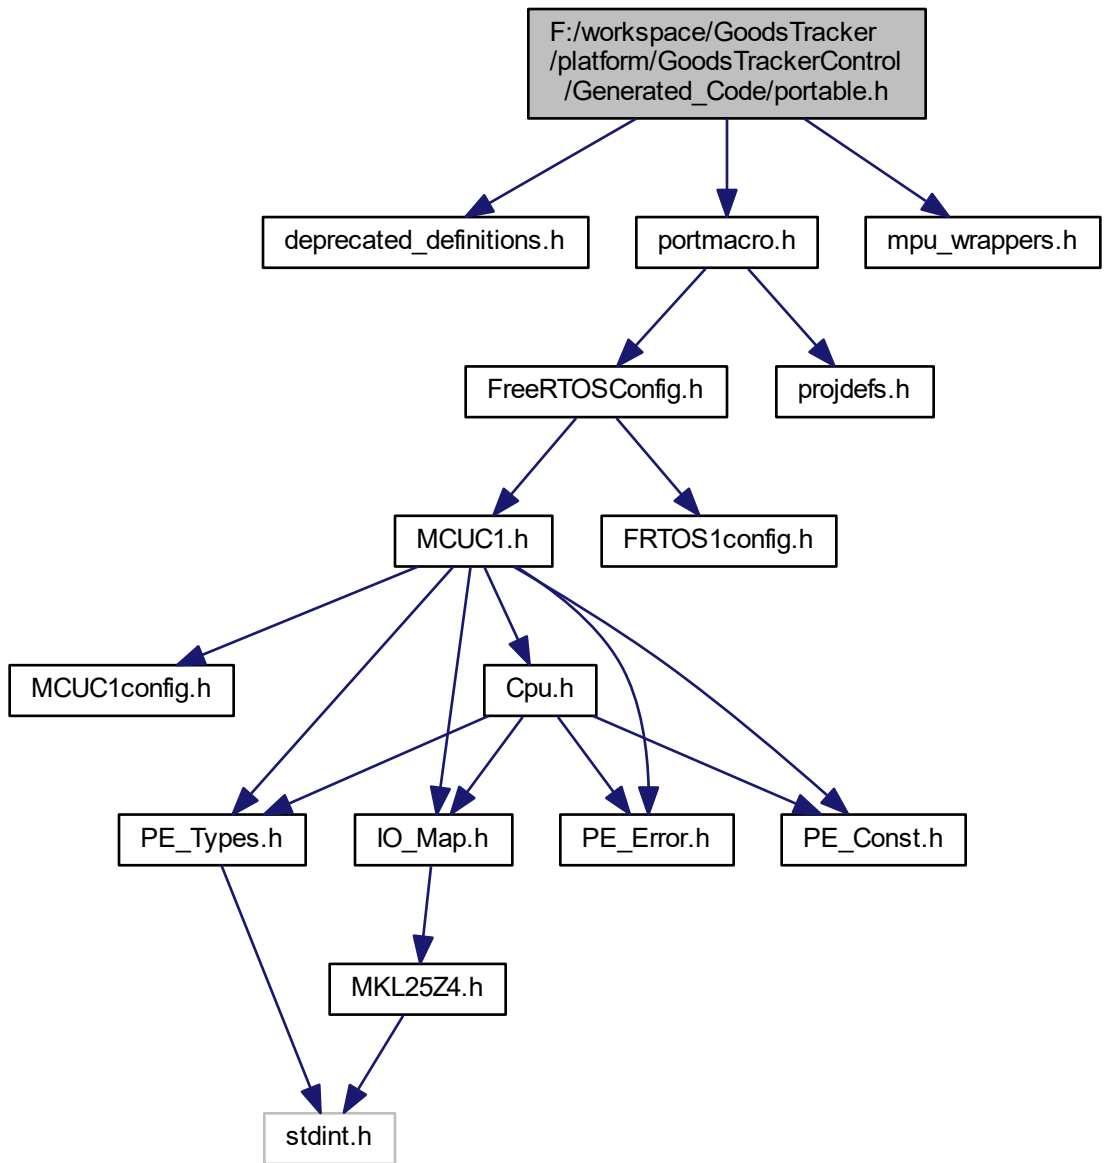 F:/workspace/GoodsTracker
/platform/GoodsTrackerControl
/Generated_Code/portable.h
deprecated_definitions.h
portmacro.h
mpu_wrappers.h
FreeRTOSConfig.h
projdefs.h
MCUC1.h
FRTOS1config.h
MCUC1config.h
Cpu.h
PE_Types.h
IO_Map.h
PE_Error.h
PE_Const.h
MKL25Z4.h
stdint.h